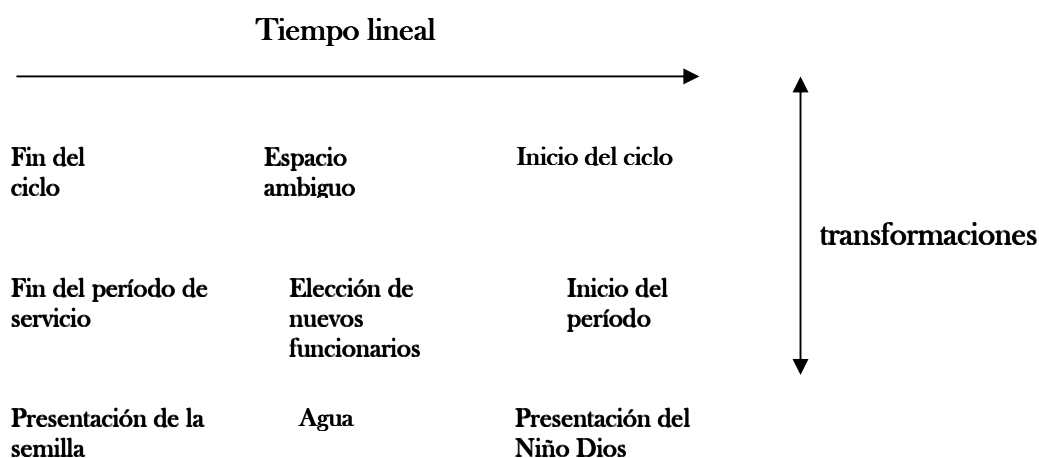 Tiempo lineal
Fin del
ciclo
Espacio
ambiguo
Inicio del ciclo
transformaciones
Fin del período de
servicio
Elección de
nuevos
funcionarios
Inicio del
período
Presentación de la
semilla
Agua
Presentación del
Niño Dios